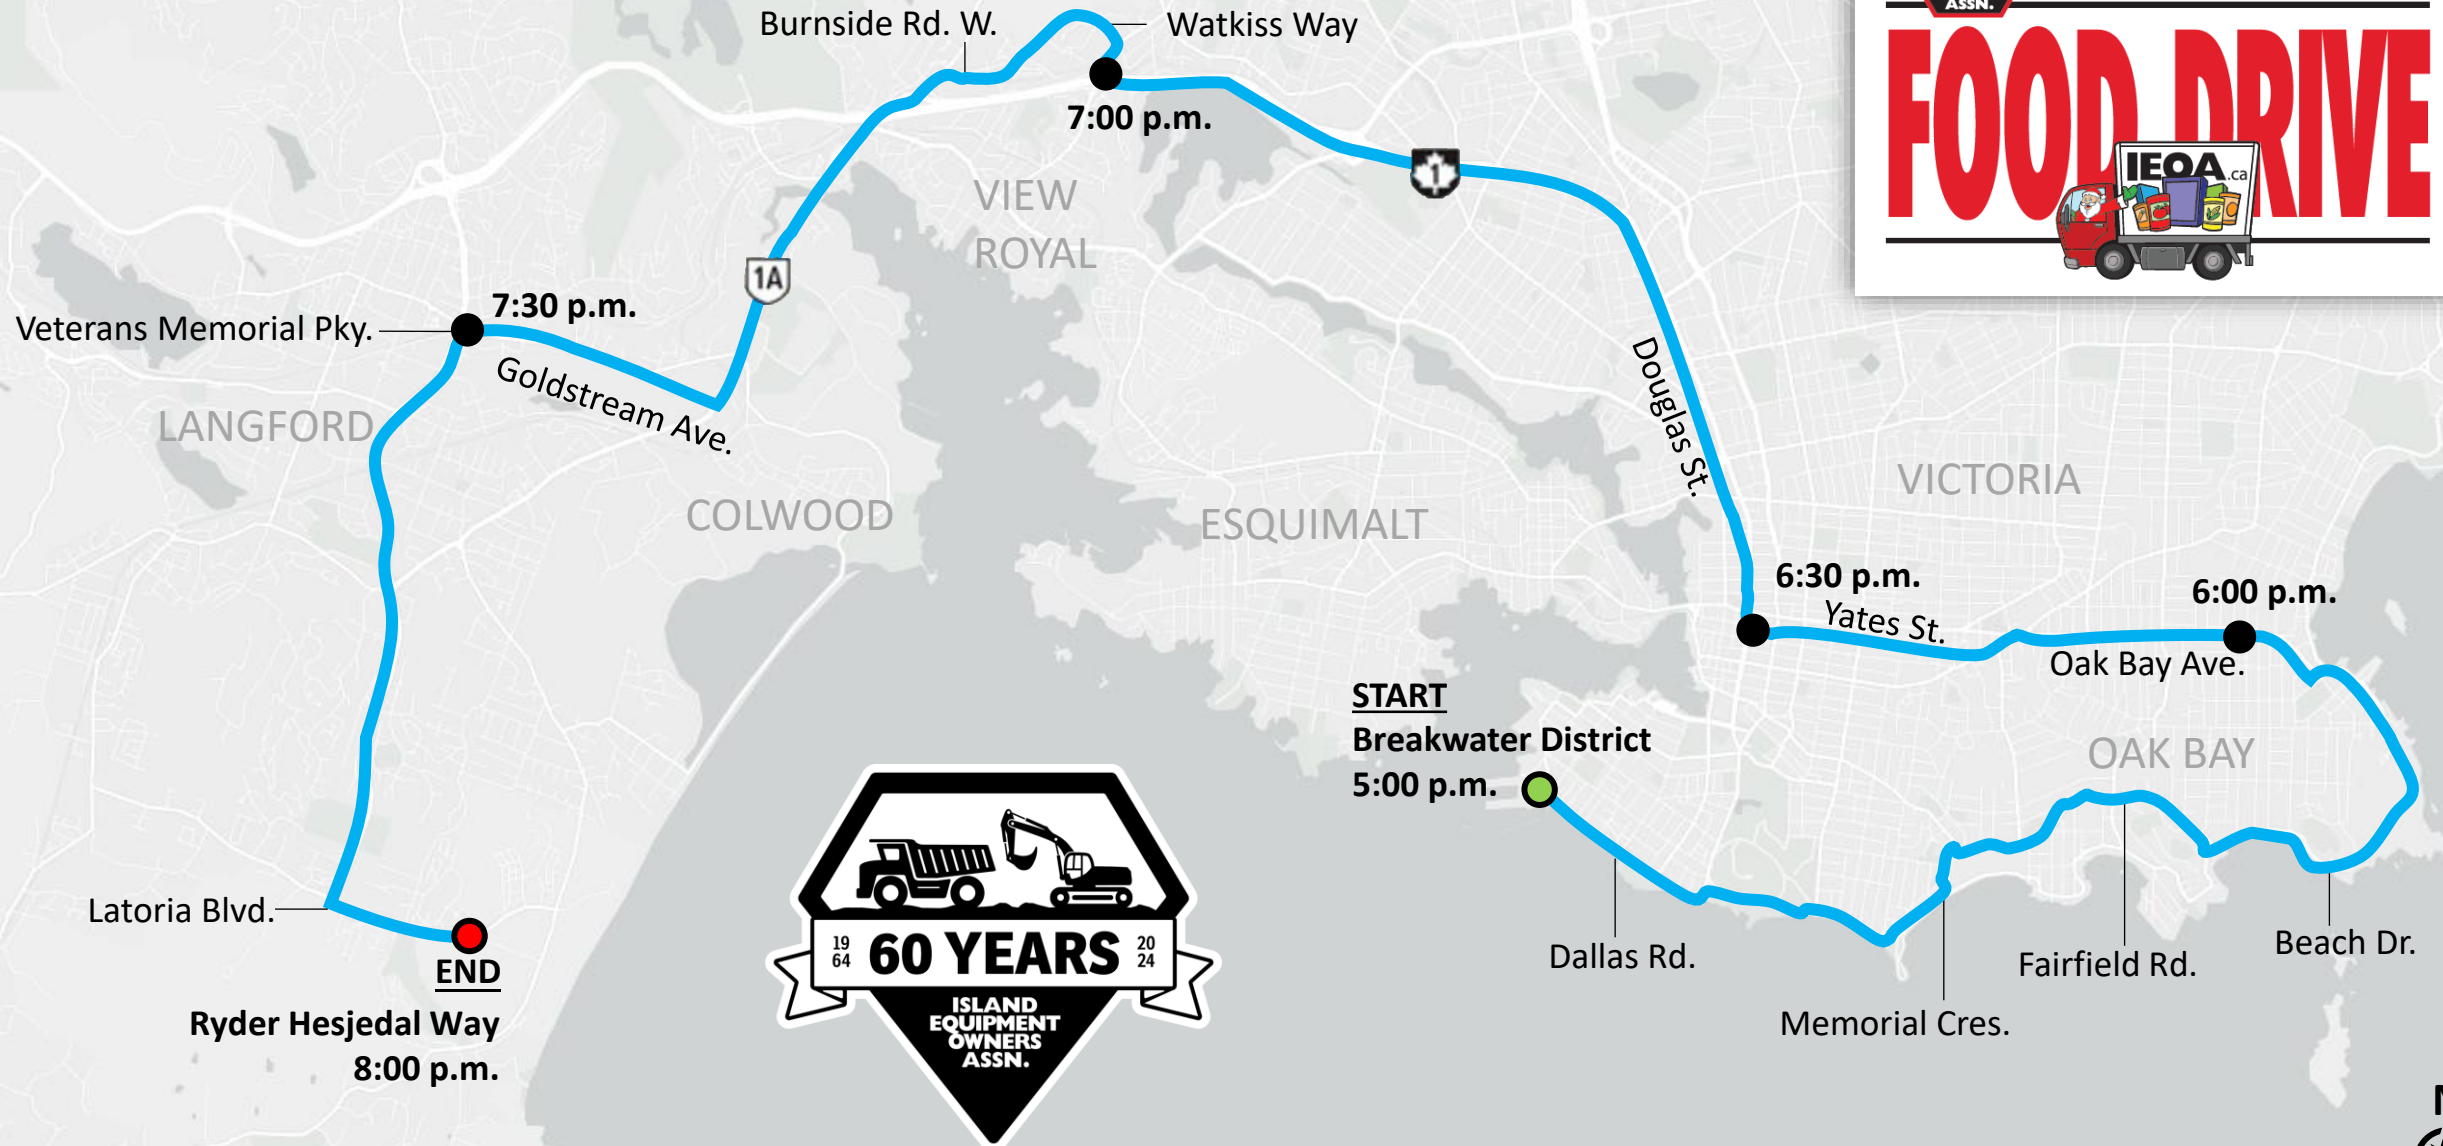 Burnside Rd. W.
Watkiss Way
7:00 p.m.
ASSN.
FOOD DRIVE
IEOA.ca
1
VIEW
ROYAL
1A
7:30 p.m.
Veterans Memorial Pky.
Goldstream Ave.
LANGFORD
COLWOOD
ESQUIMALT
Douglas St.
VICTORIA
6:30 p.m.
Yates St.
6:00 p.m.
Oak Bay Ave.
START
Breakwater District
5:00 p.m.
OAK BAY
Dallas Rd.
Memorial Cres.
Fairfield Rd.
Beach Dr.
Latoria Blvd.
END
Ryder Hesjedal Way
8:00 p.m.
19
64
60 YEARS
20
24
ISLAND
EQUIPMENT
OWNERS
ASSN.